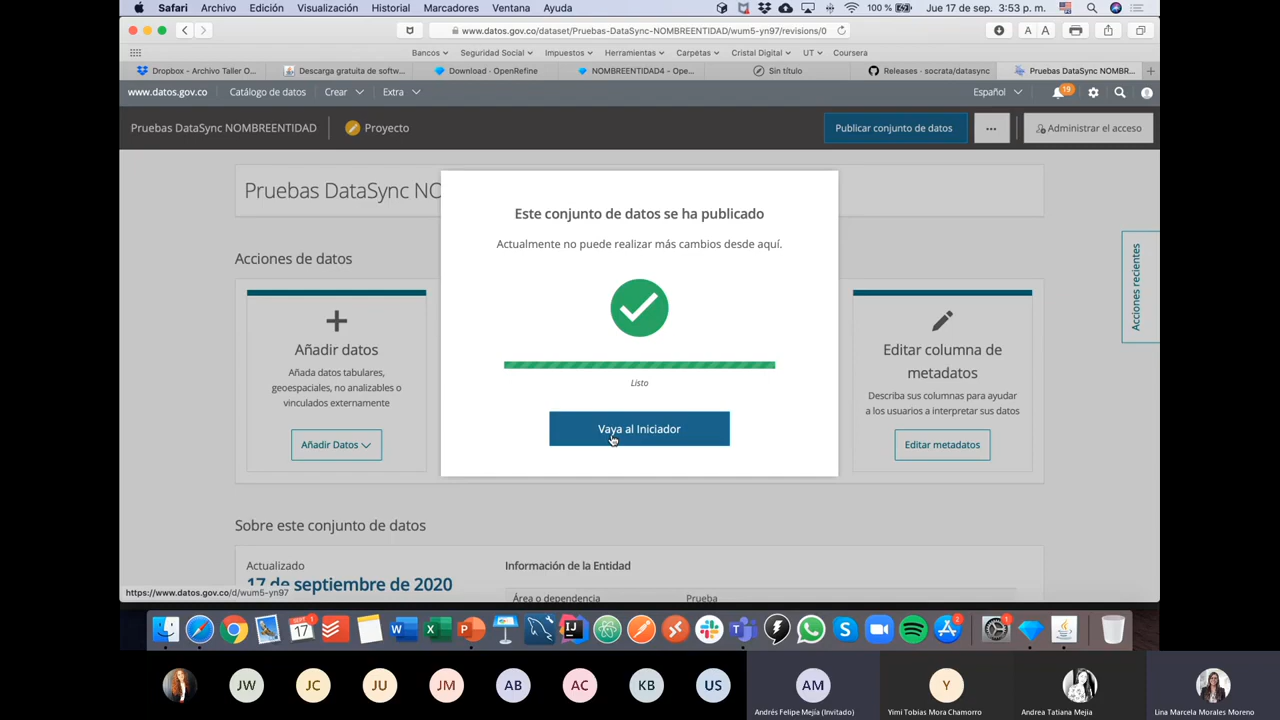 Safari Archivo Edición Visualización Historial Marcadores Ventana Ayuda 100 % Jue 17 de sep. 3:53 p. m.
www.datos.gov.co/dataset/Pruebas-DataSync-NOMBREENTIDAD/wum5-yn97/revisions/0 A A
Bancos Seguridad Social Impuestos Herramientas Carpetas Cristal Digital UT Coursera
Dropbox - Archivo Taller O... Descarga gratuita de softw... Download - OpenRefine NOMBREENTIDAD4 - Ope... Sin título Releases · socrata/datasync Pruebas DataSync NOMBR...
www.datos.gov.co Catálogo de datos Crear Extra Español 19
Pruebas DataSync NOMBREENTIDAD Proyecto Publicar conjunto de datos ... Administrar el acceso
Pruebas DataSync NO
Este conjunto de datos se ha publicado
Actualmente no puede realizar más cambios desde aquí.
Listo
Vaya al Iniciador
Acciones de datos
Acciones recientes
Añadir datos
Añada datos tabulares,
geoespaciales, no analizables o
vinculados externamente
Añadir Datos
Editar columna de
metadatos
Describa sus columnas para ayudar
a los usuarios a interpretar sus datos
Editar metadatos
Sobre este conjunto de datos
Actualizado
17 de septiembre de 2020
Información de la Entidad
Área o dependencia Prueba
https://www.datos.gov.co/d/wum5-yn97
JW JC JU JM AB AC KB US AM Y
Andrés Felipe Mejía (Invitado) Yimi Tobias Mora Chamorro Andrea Tatiana Mejia Lina Marcela Morales Moreno